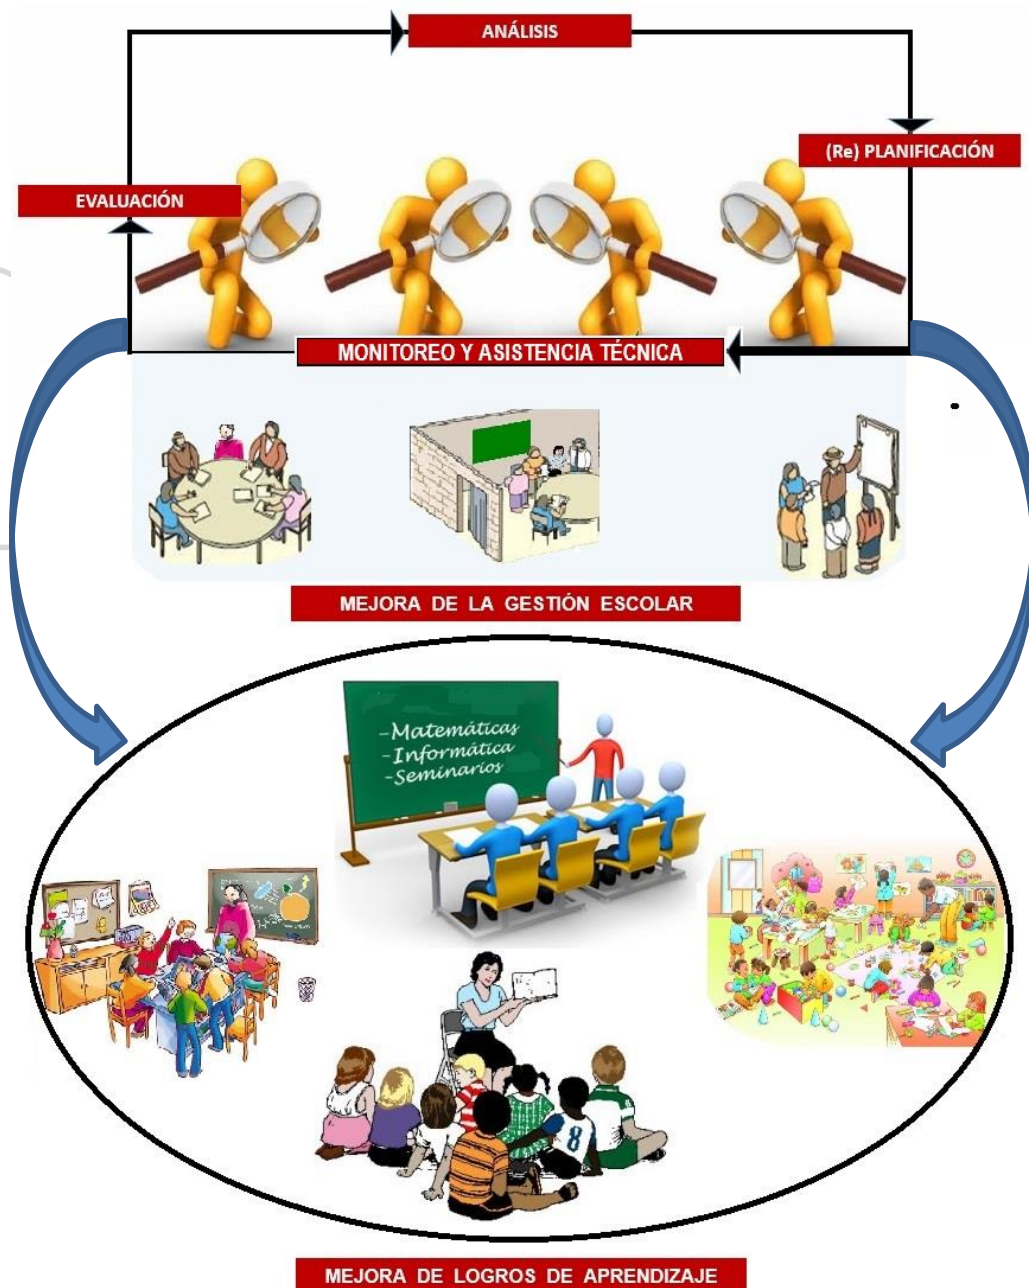 ANÁLISIS
(Re) PLANIFICACIÓN
EVALUACIÓN
MONITOREO Y ASISTENCIA TÉCNICA
MEJORA DE LA GESTIÓN ESCOLAR
-Matemáticas
-Informática
-Seminarios
8
MEJORA DE LOGROS DE APRENDIZAJE